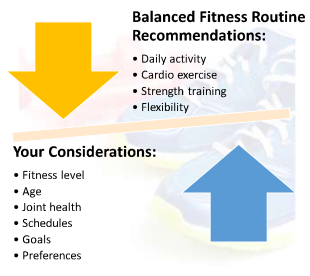 Balanced Fitness Routine
Recommendations:
• Daily activity
• Cardio exercise
• Strength training
• Flexibility
Your Considerations:
• Fitness level
• Age
• Joint health
• Schedules
• Goals
• Preferences